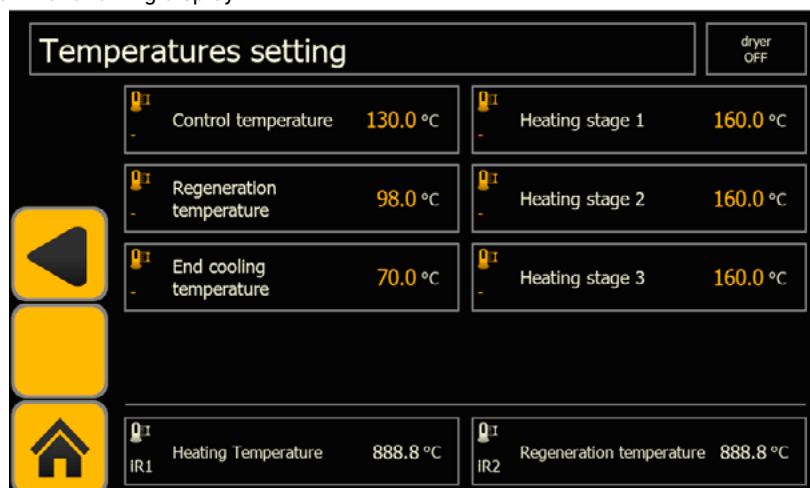 Temperatures setting
dryer
OFF
- Control temperature 130.0 °C
- Heating stage 1 160.0 °C
Regeneration
- temperature 98.0 °C
- Heating stage 2 160.0 °C
End cooling
- temperature 70.0 °C
- Heating stage 3 160.0 °C
IR1 Heating Temperature 888.8 °C
IR2 Regeneration temperature 888.8 °C